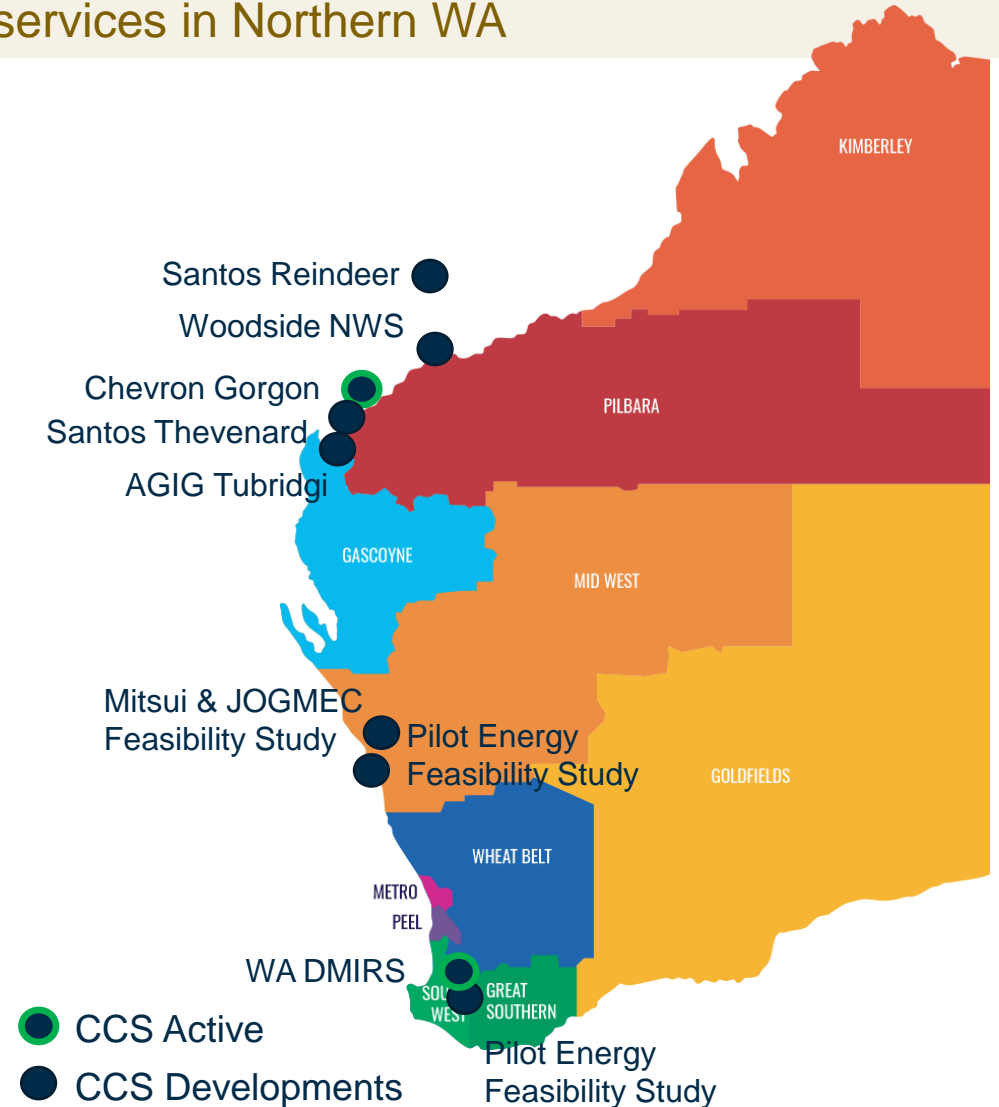 services in Northern WA
KIMBERLEY
Santos Reindeer
Woodside NWS
Chevron Gorgon
PILBARA
Santos Thevenard
AGIG Tubridgi
GASCOYNE
MID WEST
Mitsui & JOGMEC
Feasibility Study
Pilot Energy
Feasibility Study
GOLDFIELDS
WHEAT BELT
METRO
PEEL
WA DMIRS
SOU
WEST
GREAT
SOUTHERN
CCS Active
CCS Developments
Pilot Energy
Feasibility Study